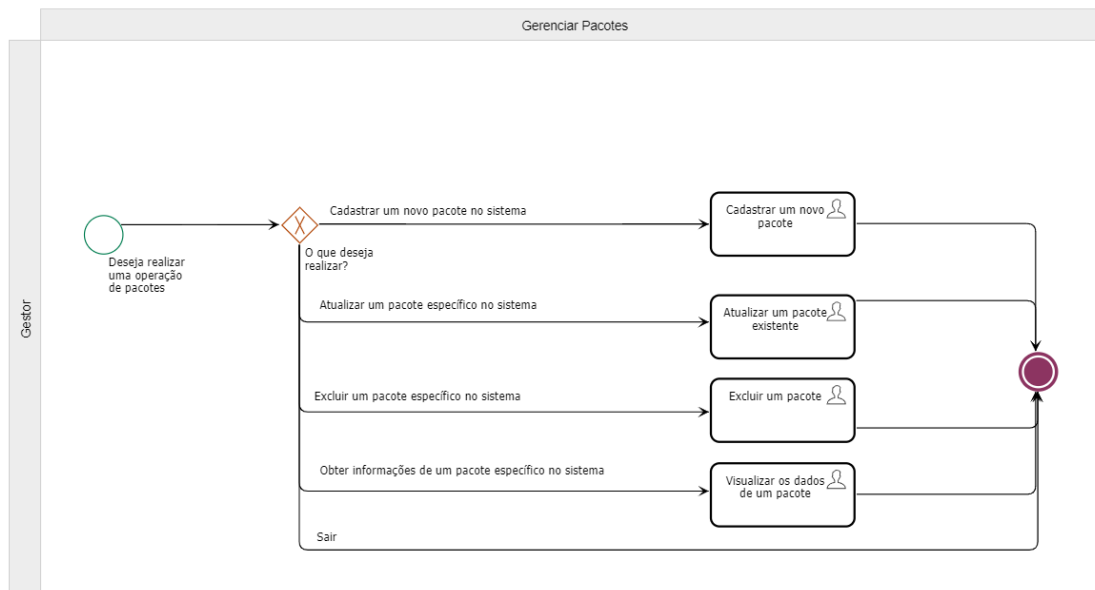 Gerenciar Pacotes
Gestor
Deseja realizar
uma operação
de pacotes
O que deseja
realizar?
Cadastrar um novo pacote no sistema
Cadastrar um novo
pacote
Atualizar um pacote específico no sistema
Atualizar um pacote
existente
Excluir um pacote específico no sistema
Excluir um pacote
Obter informações de um pacote específico no sistema
Visualizar os dados
de um pacote
Sair